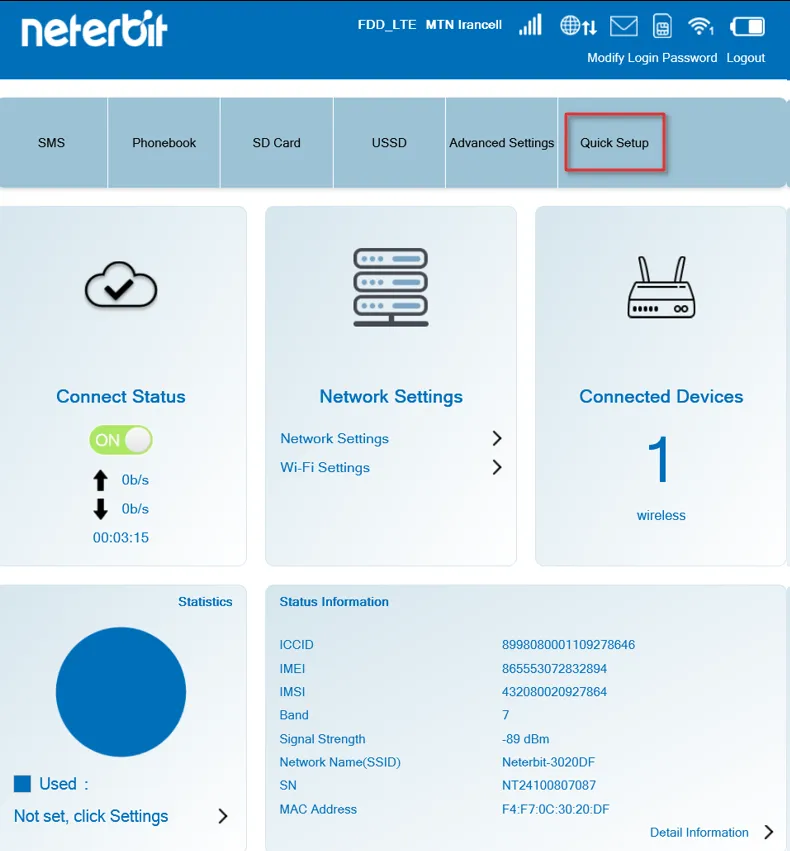 neterbit
FDD_LTE MTN Irancell
1
Modify Login Password Logout
SMS Phonebook SD Card USSD Advanced Settings Quick Setup
Connect Status
ON
0b/s
0b/s
00:03:15
Network Settings
Network Settings
Wi-Fi Settings
Connected Devices
1
wireless
Statistics
Used :
Not set, click Settings
Status Information
ICCID 8998080001109278646
IMEI 865553072832894
IMSI 432080020927864
Band 7
Signal Strength -89 dBm
Network Name(SSID) Neterbit-3020DF
SN NT24100807087
MAC Address F4:F7:0C:30:20:DF
Detail Information